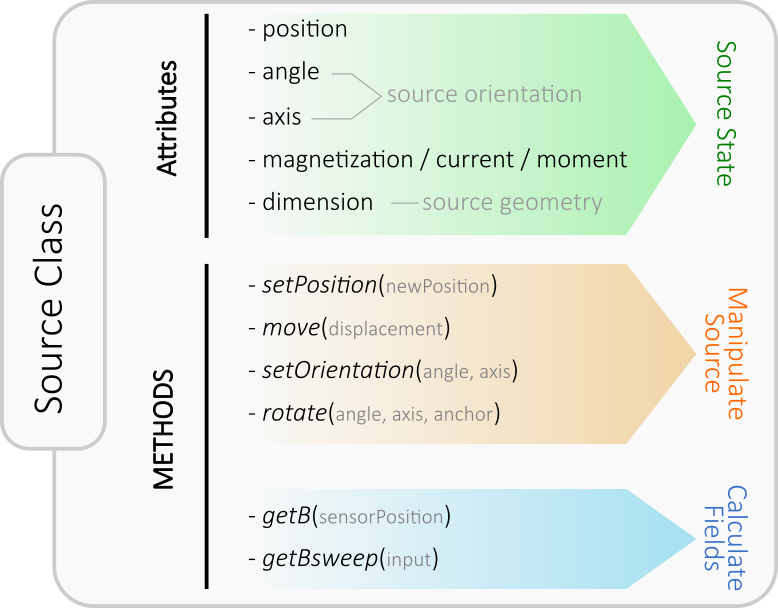 Source Class
Attributes
- position
- angle
source orientation
- axis
- magnetization / current / moment
- dimension
source geometry
Source State
METHODS
- setPosition(newPosition)
- move(displacement)
- setOrientation(angle, axis)
- rotate(angle, axis, anchor)
Manipulate
Source
- getB(sensorPosition)
- getBsweep(input)
Calculate
Fields